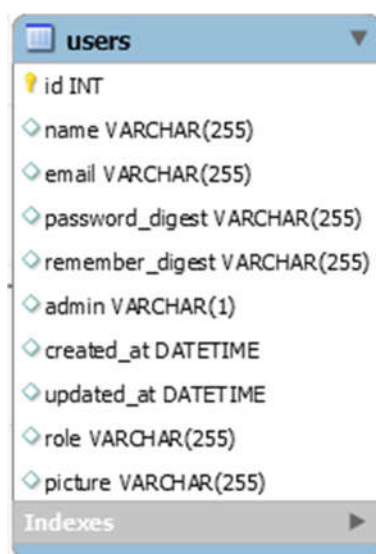 users
id INT
name VARCHAR(255)
email VARCHAR(255)
password_digest VARCHAR(255)
remember_digest VARCHAR(255)
admin VARCHAR(1)
created_at DATETIME
updated_at DATETIME
role VARCHAR(255)
picture VARCHAR(255)
Indexes